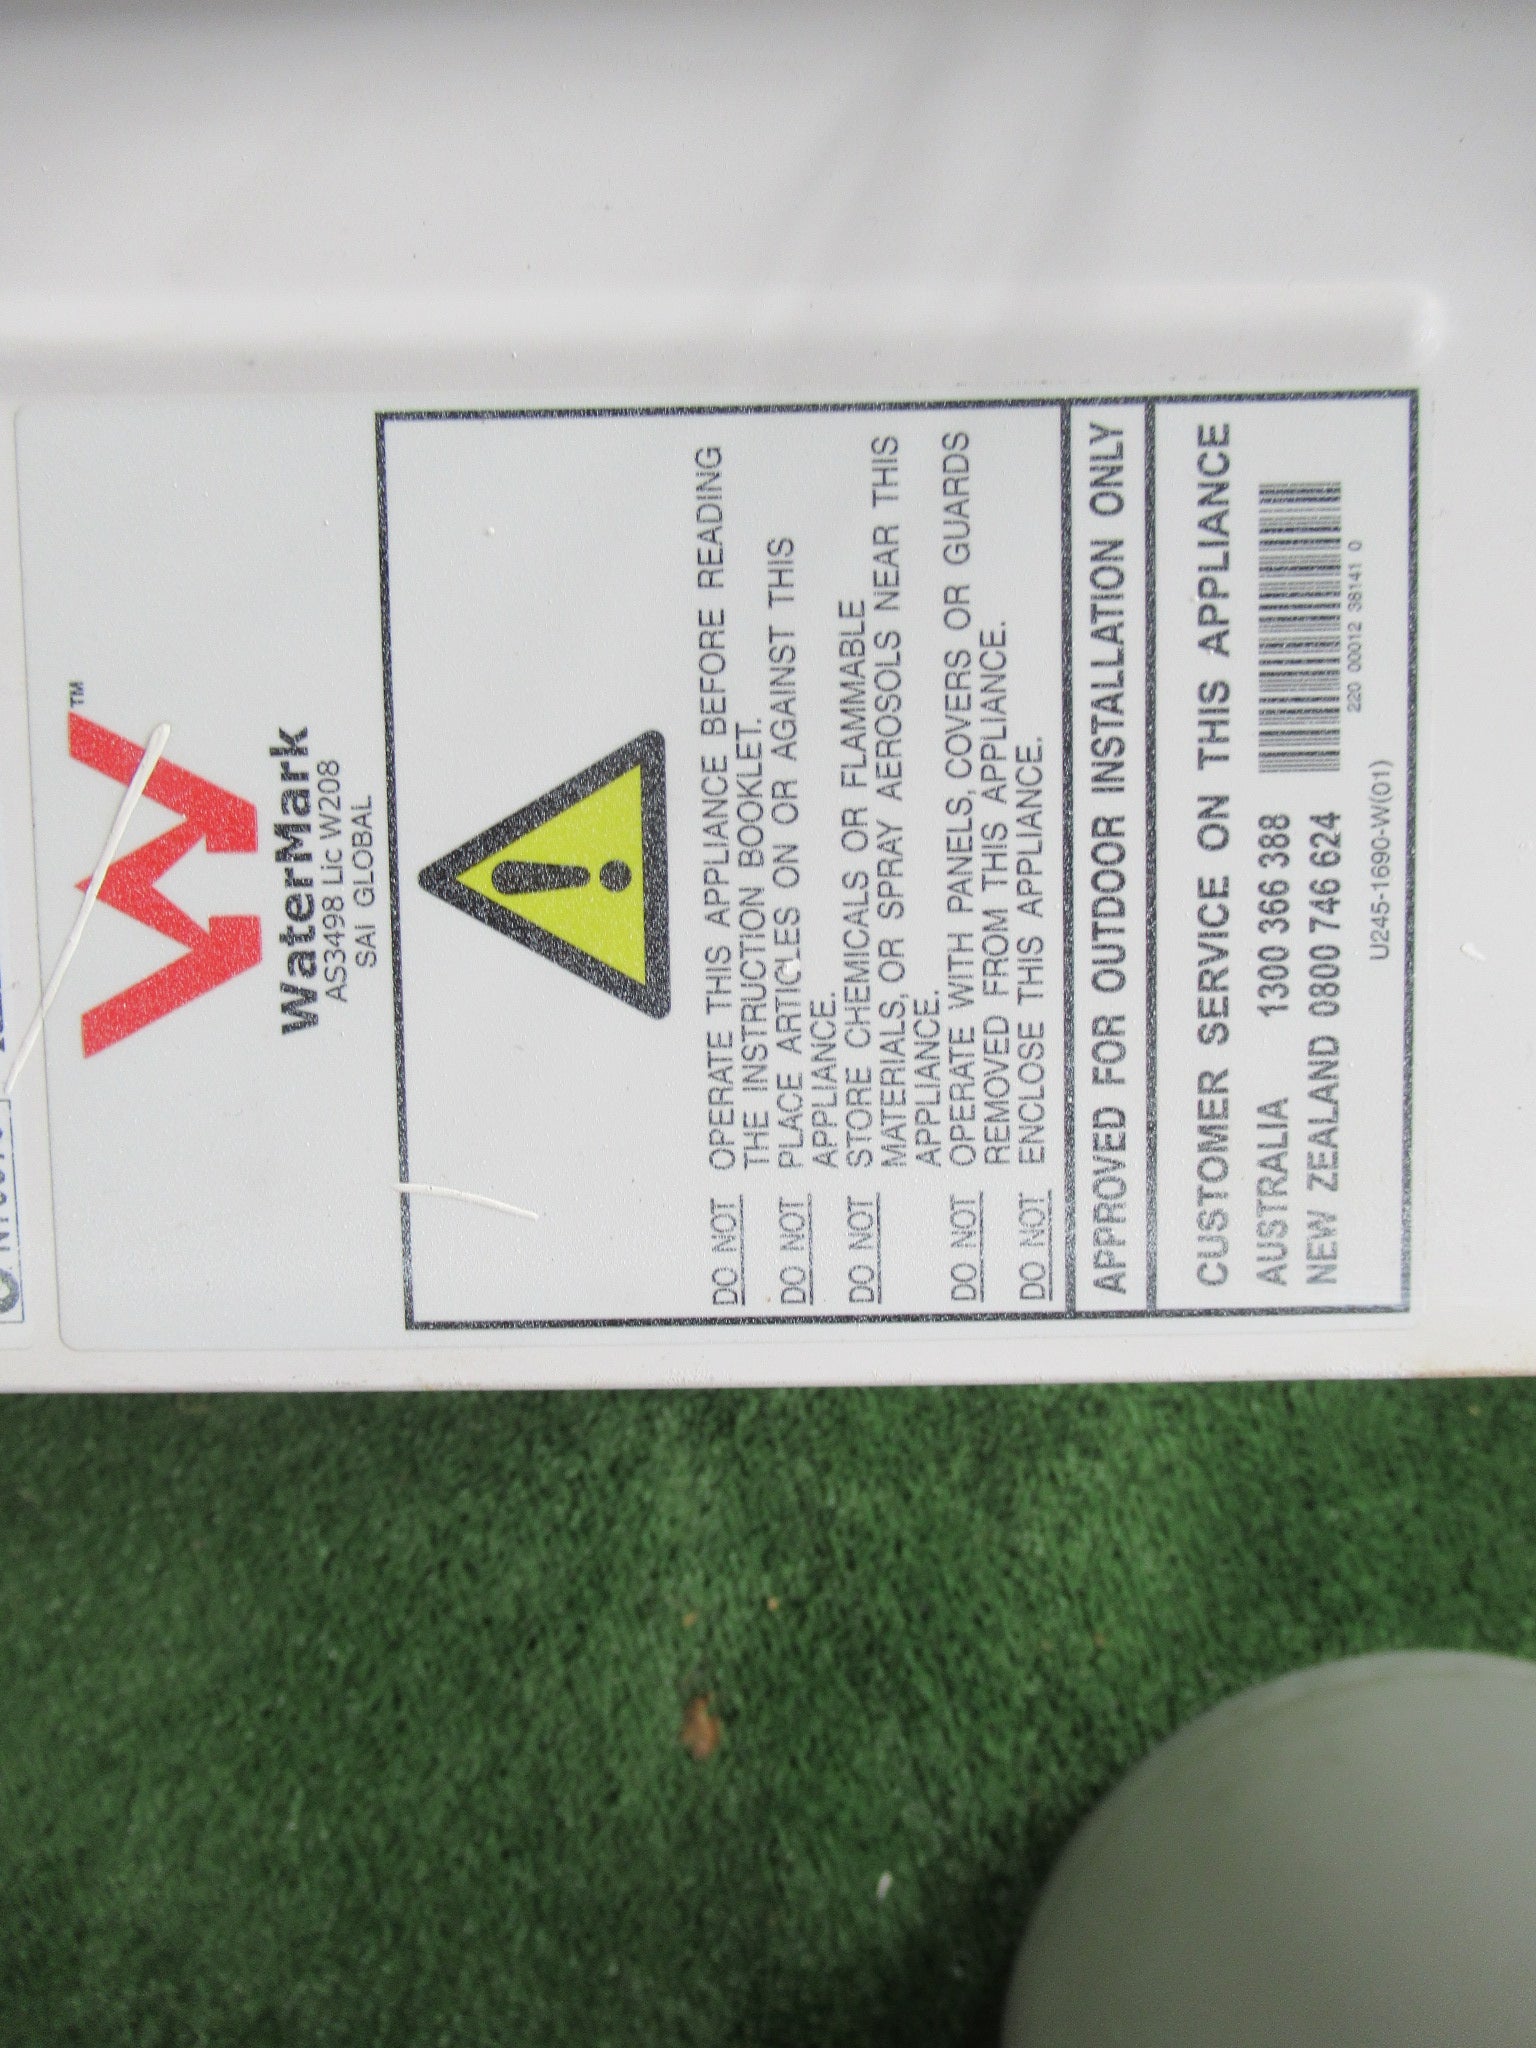 ™
WaterMark
AS3498 Lic W208
SAI GLOBAL
DO NOT OPERATE THIS APPLIANCE BEFORE READING
THE INSTRUCTION BOOKLET.
DO NOT PLACE ARTICLES ON OR AGAINST THIS
APPLIANCE.
DO NOT STORE CHEMICALS OR FLAMMABLE
MATERIALS, OR SPRAY AEROSOLS NEAR THIS
APPLIANCE.
DO NOT OPERATE WITH PANELS, COVERS OR GUARDS
REMOVED FROM THIS APPLIANCE.
DO NOT ENCLOSE THIS APPLIANCE.
APPROVED FOR OUTDOOR INSTALLATION ONLY
CUSTOMER SERVICE ON THIS APPLIANCE
AUSTRALIA 1300 366 388
NEW ZEALAND 0800 746 624
220 00012 38141 0
U245-1690-W(01)